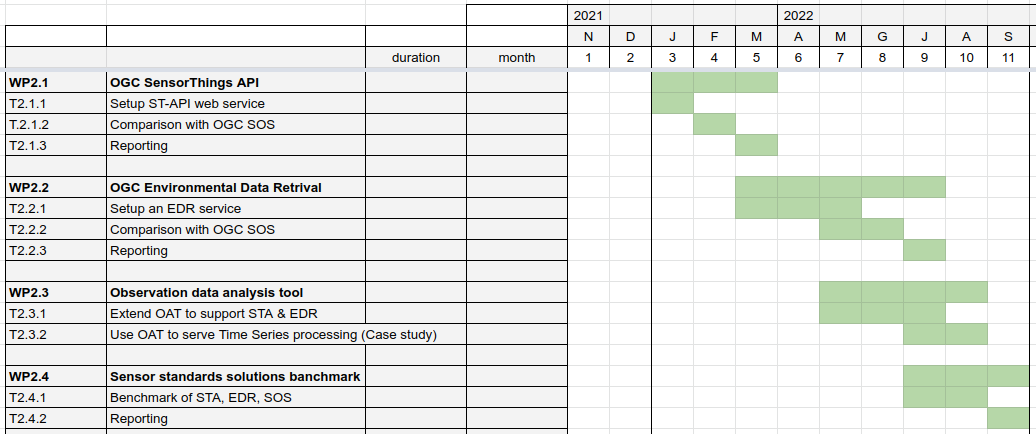 2021 2022
N D J F M A M G J A S
duration month 1 2 3 4 5 6 7 8 9 10 11
WP2.1 OGC SensorThings API
T2.1.1 Setup ST-API web service
T.2.1.2 Comparison with OGC SOS
T2.1.3 Reporting
WP2.2 OGC Environmental Data Retrival
T2.2.1 Setup an EDR service
T2.2.2 Comparison with OGC SOS
T2.2.3 Reporting
WP2.3 Observation data analysis tool
T2.3.1 Extend OAT to support STA & EDR
T2.3.2 Use OAT to serve Time Series processing (Case study)
WP2.4 Sensor standards solutions banchmark
T2.4.1 Benchmark of STA, EDR, SOS
T2.4.2 Reporting